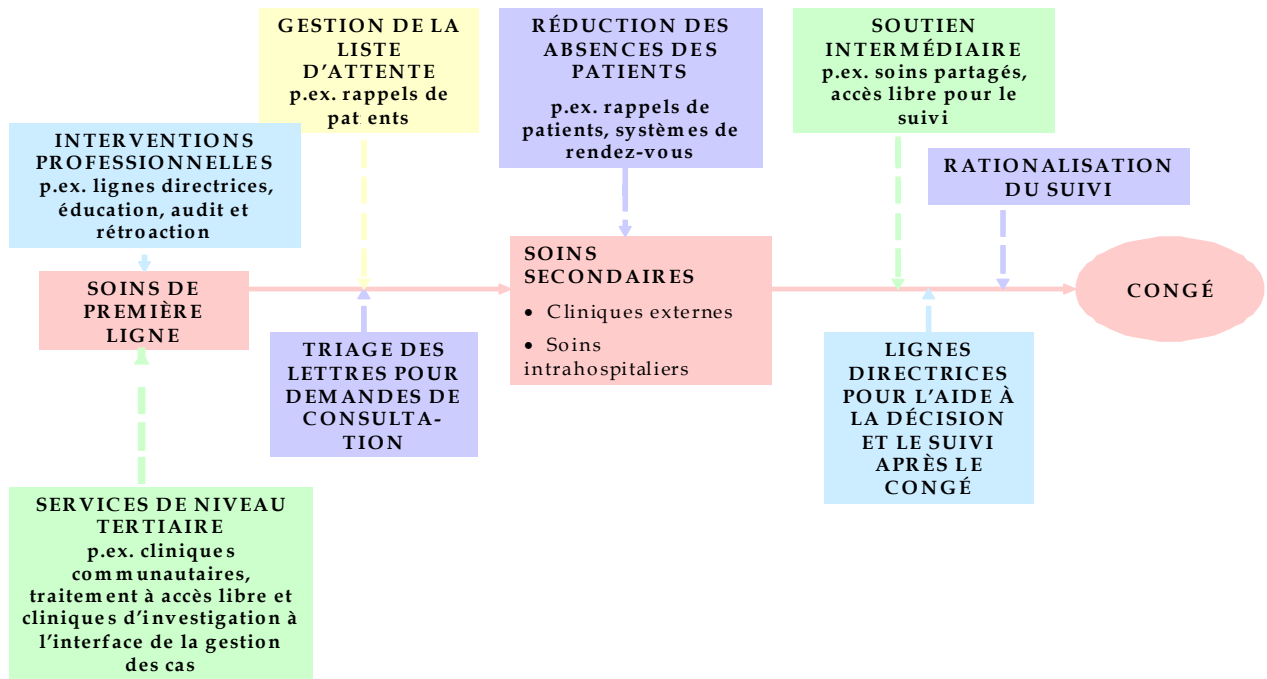 GESTION DE LA
LISTE
D’ATTENTE
p.ex. rappels de
patients
RÉDUCTION DES
ABSENCES DES
PATIENTS
p.ex. rappels de
patients, systèmes de
rendez-vous
SOUTIEN
INTERMÉDIAIRE
p.ex. soins partagés,
accès libre pour le
suivi
INTERVENTIONS
PROFESSIONNELLES
p.ex. lignes directrices,
éducation, audit et
rétroaction
RATIONALISATION
DU SUIVI
SOINS DE
PREMIÈRE
LIGNE
SOINS
SECONDAIRES
• Cliniques externes
• Soins
intrahospitaliers
CONGÉ
TRIAGE DES
LETTRES POUR
DEMANDES DE
CONSULTA-
TION
LIGNES
DIRECTRICES
POUR L’AIDE À
LA DÉCISION
ET LE SUIVI
APRÈS LE
CONGÉ
SERVICES DE NIVEAU
TERTIAIRE
p.ex. cliniques
communautaires,
traitement à accès libre et
cliniques d’investigation à
l’interface de la gestion
des cas